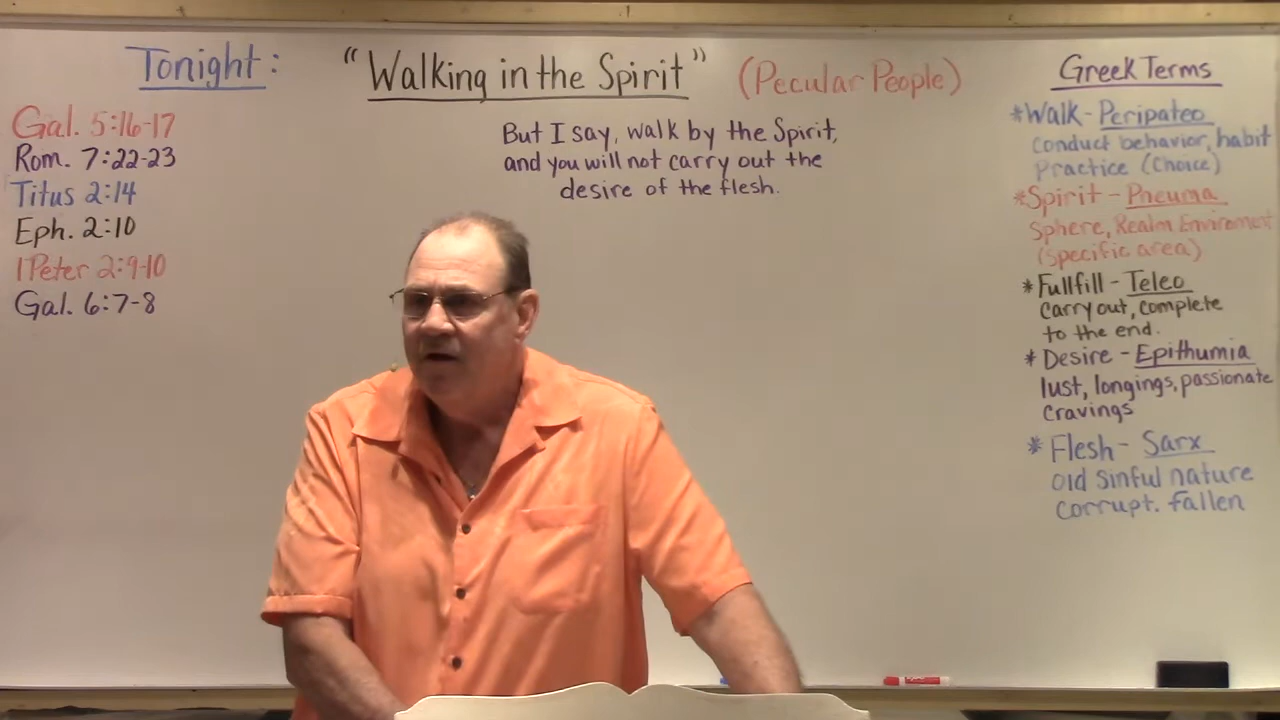 Tonight: "Walking in the Spirit" (Pecular People)
Gal. 5:16-17
Rom. 7:22-23
Titus 2:14
Eph. 2:10
1 Peter 2:9-10
Gal. 6:7-8
But I say, walk by the Spirit,
and you will not carry out the
desire of the flesh.
Greek Terms
*Walk - Peripateo
conduct behavior, habit
Practice (Choice)
*Spirit - Pneuma
Sphere, Realm Enviroment
(Specific area)
*Fullfill - Teleo
Carry out, complete
to the end.
*Desire - Epithumia
lust, longings, passionate
Cravings
*Flesh - Sarx
old sinful nature
corrupt. fallen